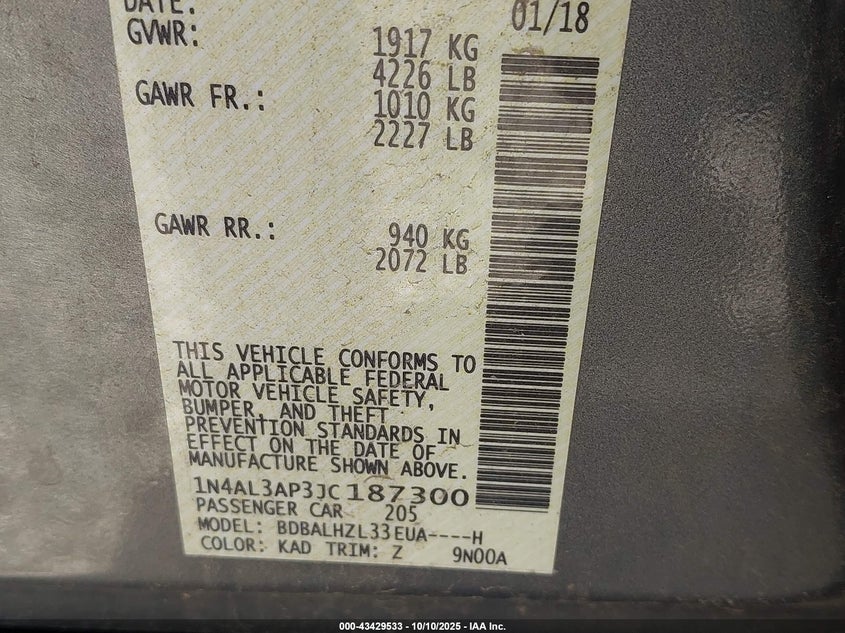 DATE:
01/18
GVWR:
1917 KG
4226 LB
GAWR FR.:
1010 KG
2227 LB
GAWR RR.:
940 KG
2072 LB
THIS VEHICLE CONFORMS TO
ALL APPLICABLE FEDERAL
MOTOR VEHICLE SAFETY,
BUMPER, AND THEFT
PREVENTION STANDARDS IN
EFFECT ON THE DATE OF
MANUFACTURE SHOWN ABOVE.
1N4AL3AP3JC187300
PASSENGER CAR 205
MODEL: BDBALHZL33EUA----H
COLOR: KAD TRIM: Z 9N00A
000-43429533 - 10/10/2025 - IAA Inc.